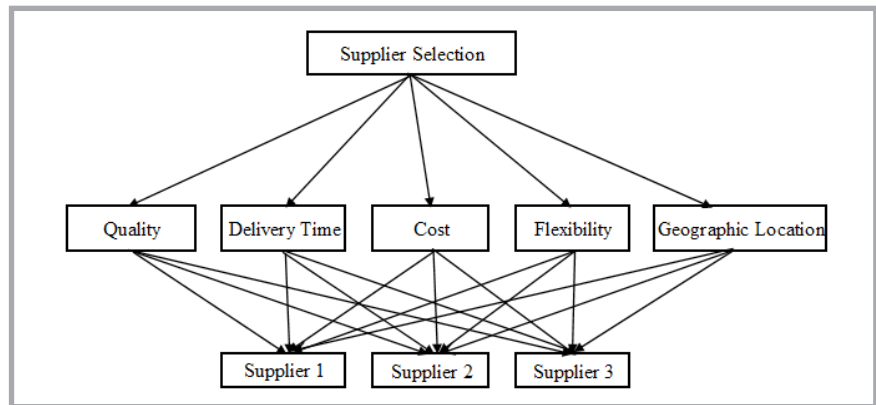 Supplier Selection
Quality
Delivery Time
Cost
Flexibility
Geographic Location
Supplier 1
Supplier 2
Supplier 3